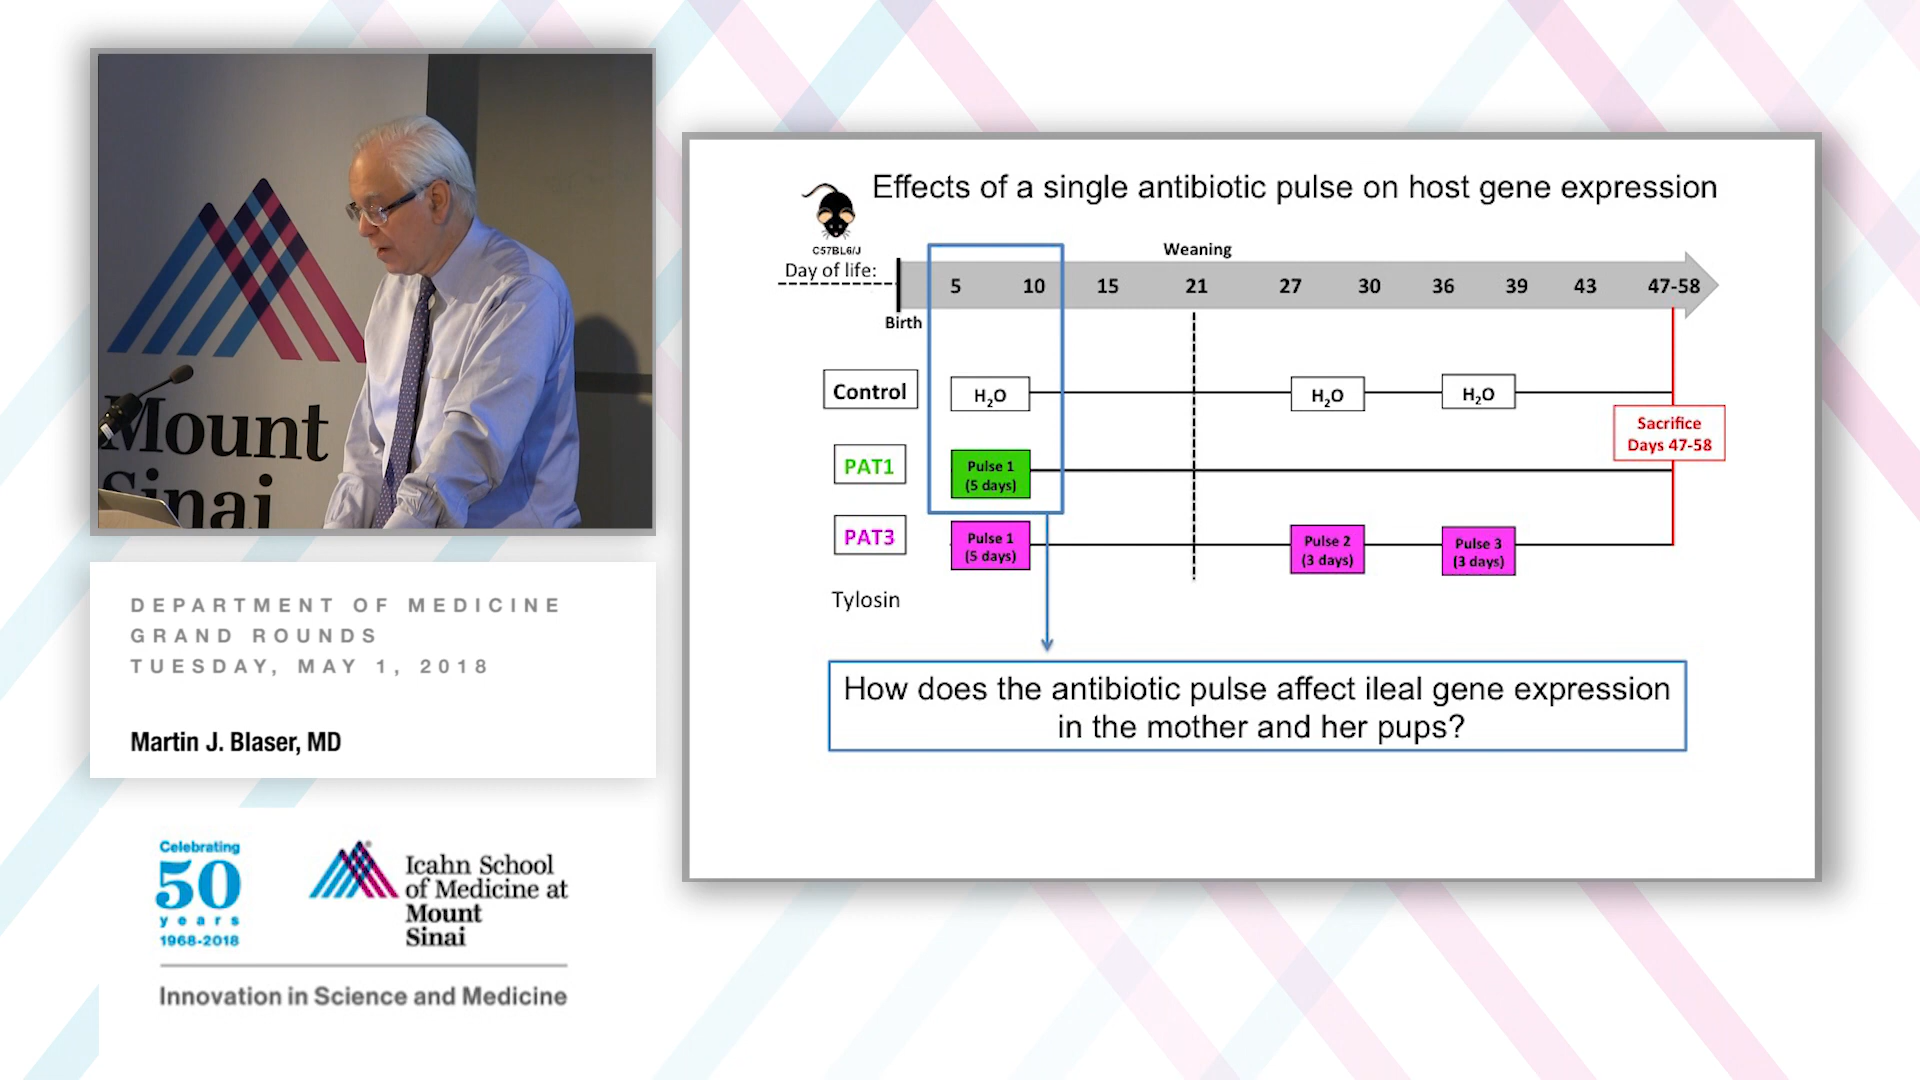 Mount
Sinai
DEPARTMENT OF MEDICINE
GRAND ROUNDS
TUESDAY, MAY 1, 2018
Martin J. Blaser, MD
Celebrating
50
years
1968-2018
Icahn School
of Medicine at
Mount
Sinai
Innovation in Science and Medicine
Effects of a single antibiotic pulse on host gene expression
C57BL6/J
Weaning
Day of life:
5 10 15 21 27 30 36 39 43 47-58
Birth
Control
H₂O
H₂O
H₂O
Sacrifice
Days 47-58
PAT1
Pulse 1
(5 days)
PAT3
Pulse 1
(5 days)
Pulse 2
(3 days)
Pulse 3
(3 days)
Tylosin
How does the antibiotic pulse affect ileal gene expression
in the mother and her pups?